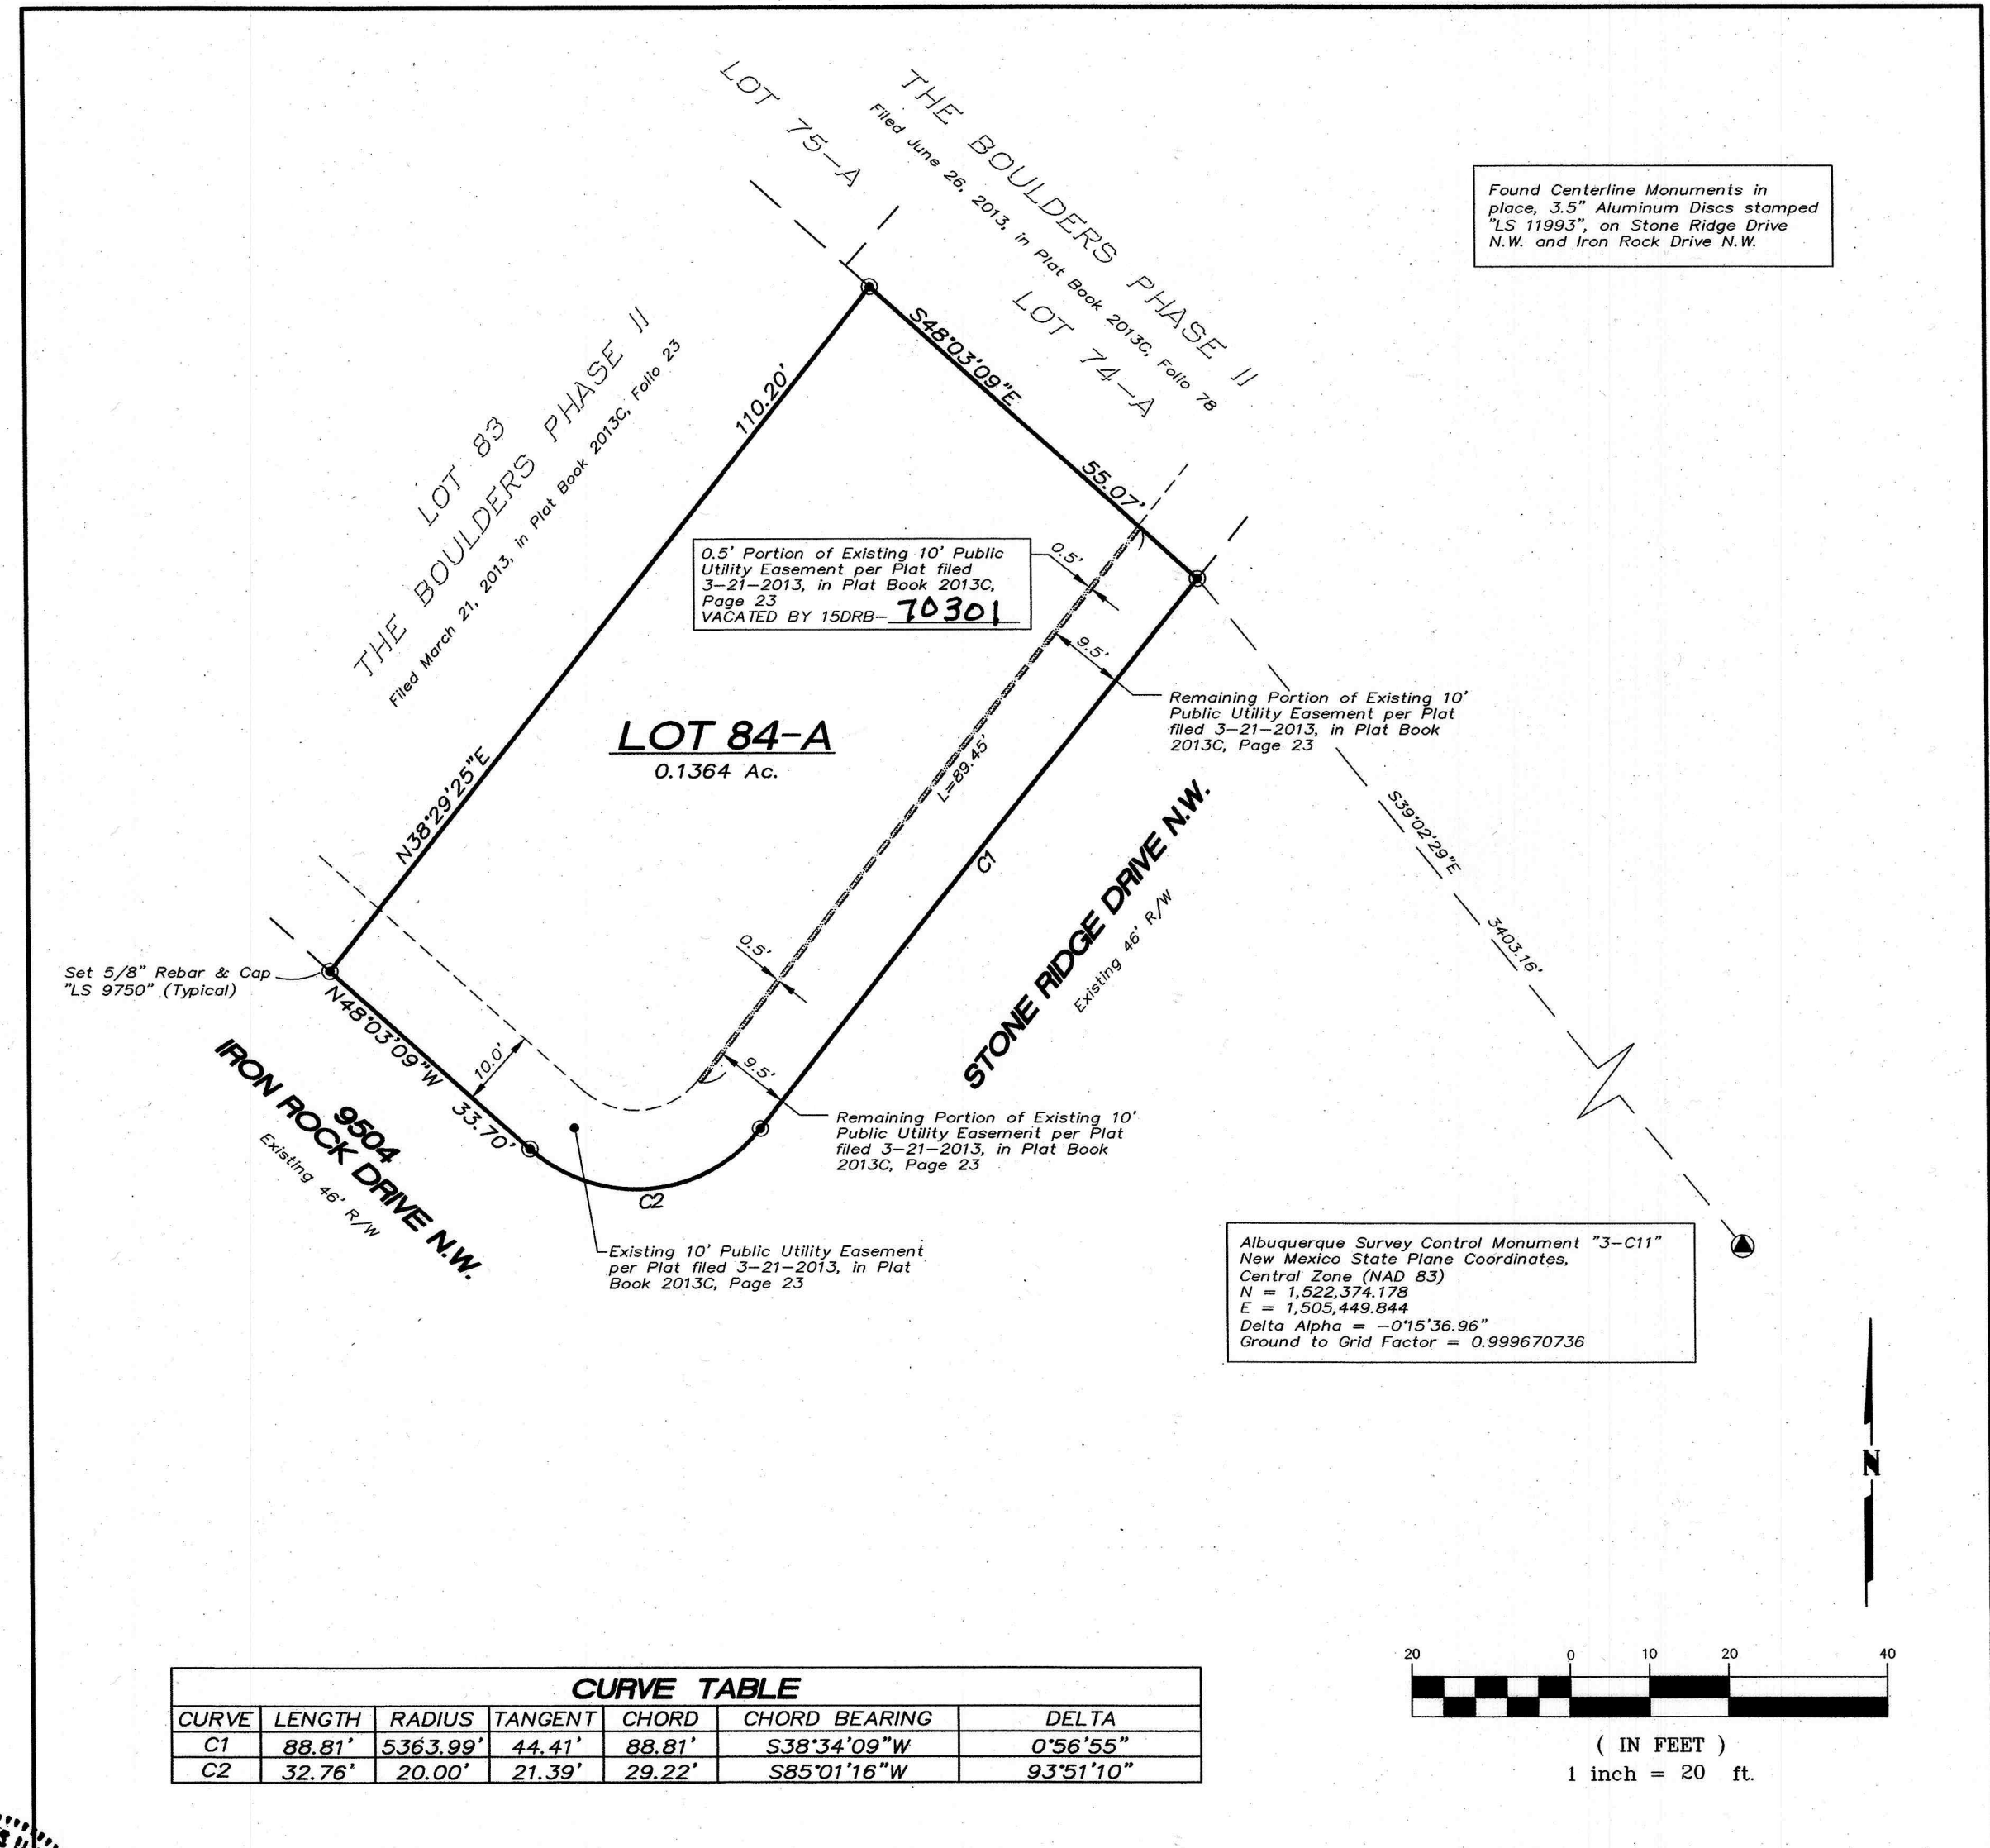 LOT 75-A
THE BOULDERS PHASE II
Filed June 26, 2013, in Plat Book 2013C, Folio 78
LOT 74-A
Found Centerline Monuments in
place, 3.5" Aluminum Discs stamped
"LS 11993", on Stone Ridge Drive
N.W. and Iron Rock Drive N.W.
LOT 83
THE BOULDERS PHASE II
Filed March 21, 2013, in Plat Book 2013C, Folio 23
110.20'
N38°29'25"E
S48°03'09"E
55.07'
0.5' Portion of Existing 10' Public
Utility Easement per Plat filed
3-21-2013, in Plat Book 2013C,
Page 23
VACATED BY 15DRB- 70301
0.5'
9.5'
Remaining Portion of Existing 10'
Public Utility Easement per Plat
filed 3-21-2013, in Plat Book
2013C, Page 23
LOT 84-A
0.1364 Ac.
L=89.45'
C1
STONE RIDGE DRIVE N.W.
Existing 46' R/W
S39°02'29"E
3403.16'
0.5'
9.5'
Set 5/8" Rebar & Cap
"LS 9750" (Typical)
N48°03'09"W
33.70'
10.0'
9504
IRON ROCK DRIVE N.W.
Existing 46' R/W
C2
Remaining Portion of Existing 10'
Public Utility Easement per Plat
filed 3-21-2013, in Plat Book
2013C, Page 23
Existing 10' Public Utility Easement
per Plat filed 3-21-2013, in Plat
Book 2013C, Page 23
Albuquerque Survey Control Monument "3-C11"
New Mexico State Plane Coordinates,
Central Zone (NAD 83)
N = 1,522,374.178
E = 1,505,449.844
Delta Alpha = -0°15'36.96"
Ground to Grid Factor = 0.999670736
N
CURVE TABLE
CURVE LENGTH RADIUS TANGENT CHORD CHORD BEARING DELTA
C1 88.81' 5363.99' 44.41' 88.81' S38°34'09"W 0°56'55"
C2 32.76' 20.00' 21.39' 29.22' S85°01'16"W 93°51'10"
20 0 10 20 40
( IN FEET )
1 inch = 20 ft.